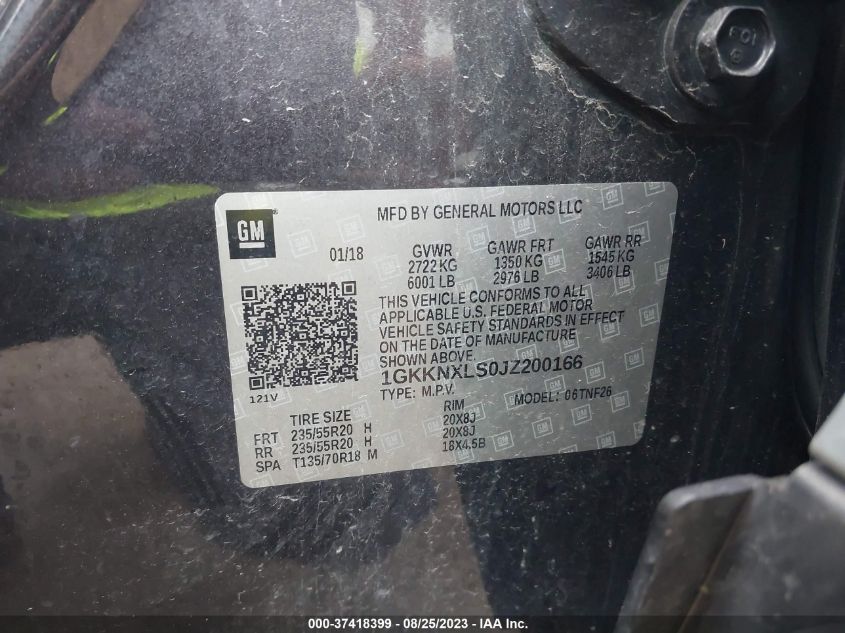 FOI
GM
MFD BY GENERAL MOTORS LLC
01/18 GVWR GAWR FRT GAWR RR
2722 KG 1350 KG 1545 KG
6001 LB 2976 LB 3406 LB
THIS VEHICLE CONFORMS TO ALL
APPLICABLE U.S. FEDERAL MOTOR
VEHICLE SAFETY STANDARDS IN EFFECT
ON THE DATE OF MANUFACTURE
SHOWN ABOVE.
1GKKNXLS0JZ200166
121V TYPE: M.P.V. MODEL: 06TNF26
TIRE SIZE RIM
FRT 235/55R20 H 20X8J
RR 235/55R20 H 20X8J
SPA T135/70R18 M 18X4.5B
000-37418399 - 08/25/2023 - IAAI.COM